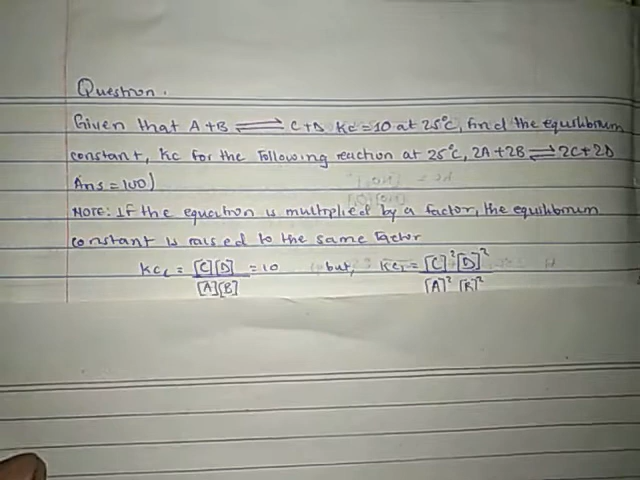 Question.
Given that A+B ⇌ C+D Kc = 10 at 25°C, find the equilibrium
constant, Kc for the following reaction at 25°C, 2A+2B ⇌ 2C+2D
Ans = 100)
NOTE: If the equation is multiplied by a factor, the equilibrium
constant is raised to the same factor
Kc₁ = [C][D] / [A][B] = 10 but, Kc₂ = [C]²[D]² / [A]²[B]²